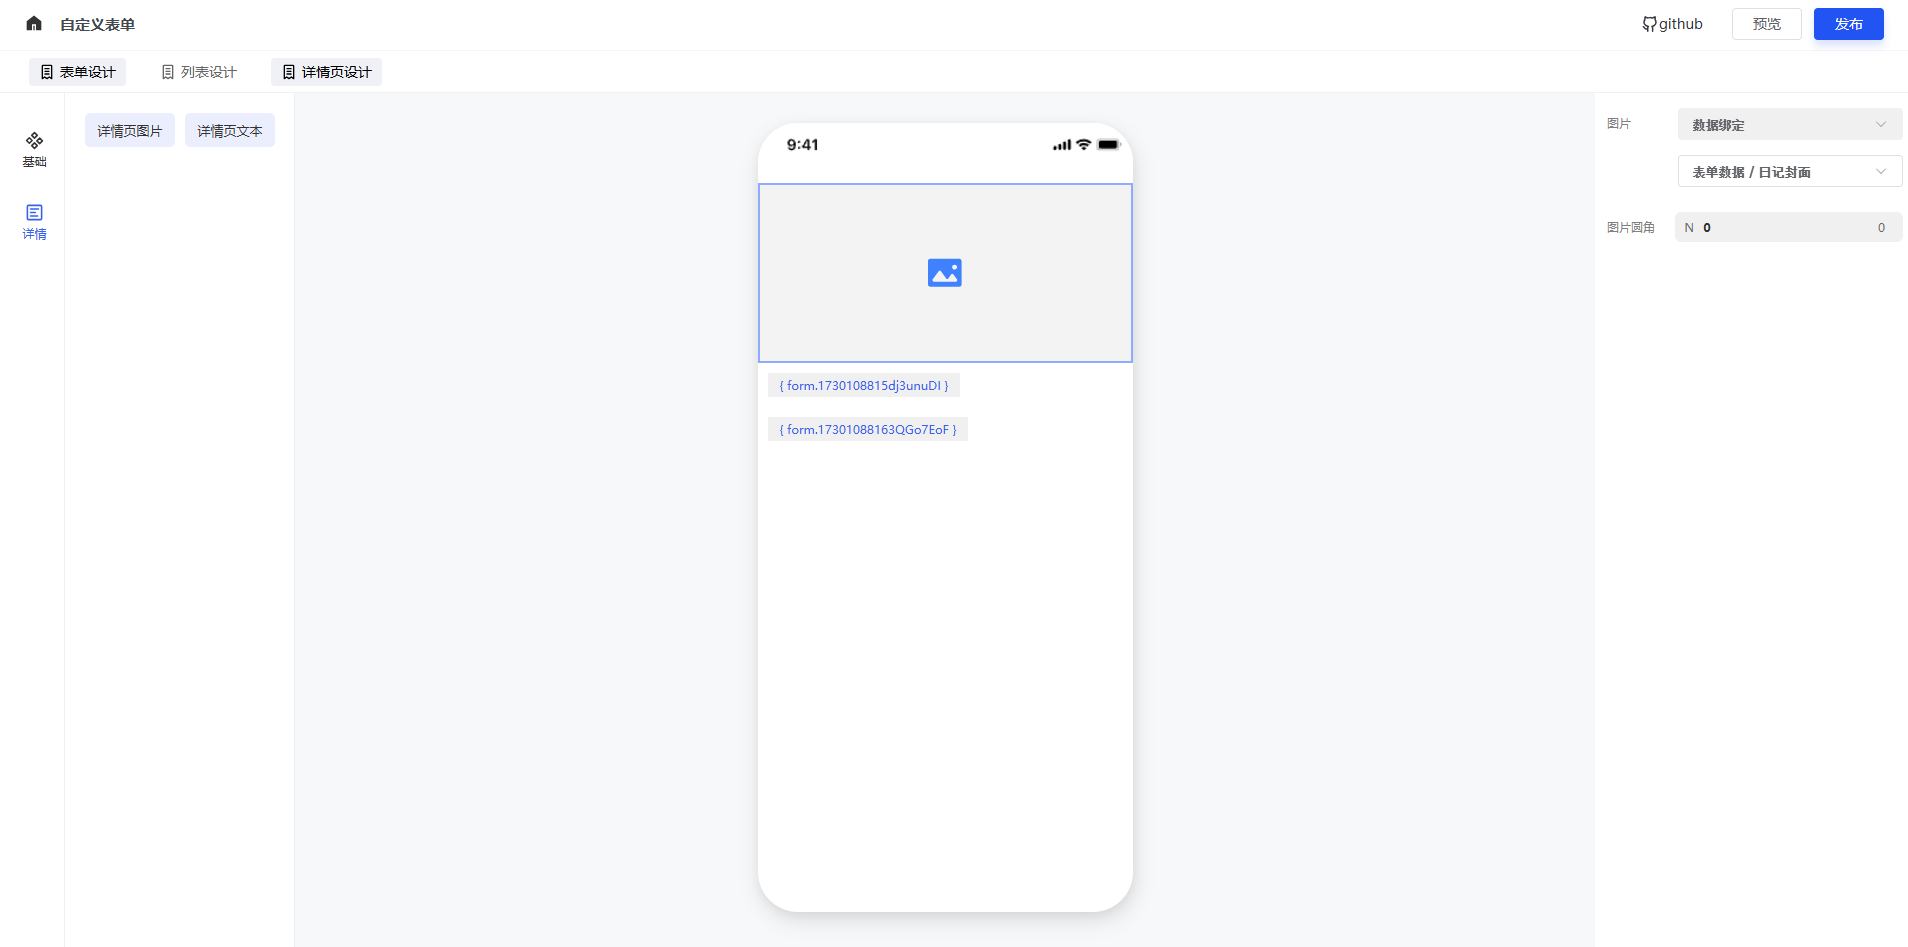 自定义表单
github
预览
发布
表单设计
列表设计
详情页设计
基础
详情
详情页图片
详情页文本
9:41
{ form.1730108815dj3unuDI }
{ form.17301088163QGo7EoF }
图片
数据绑定
表单数据 / 日记封面
图片圆角
N 0 0